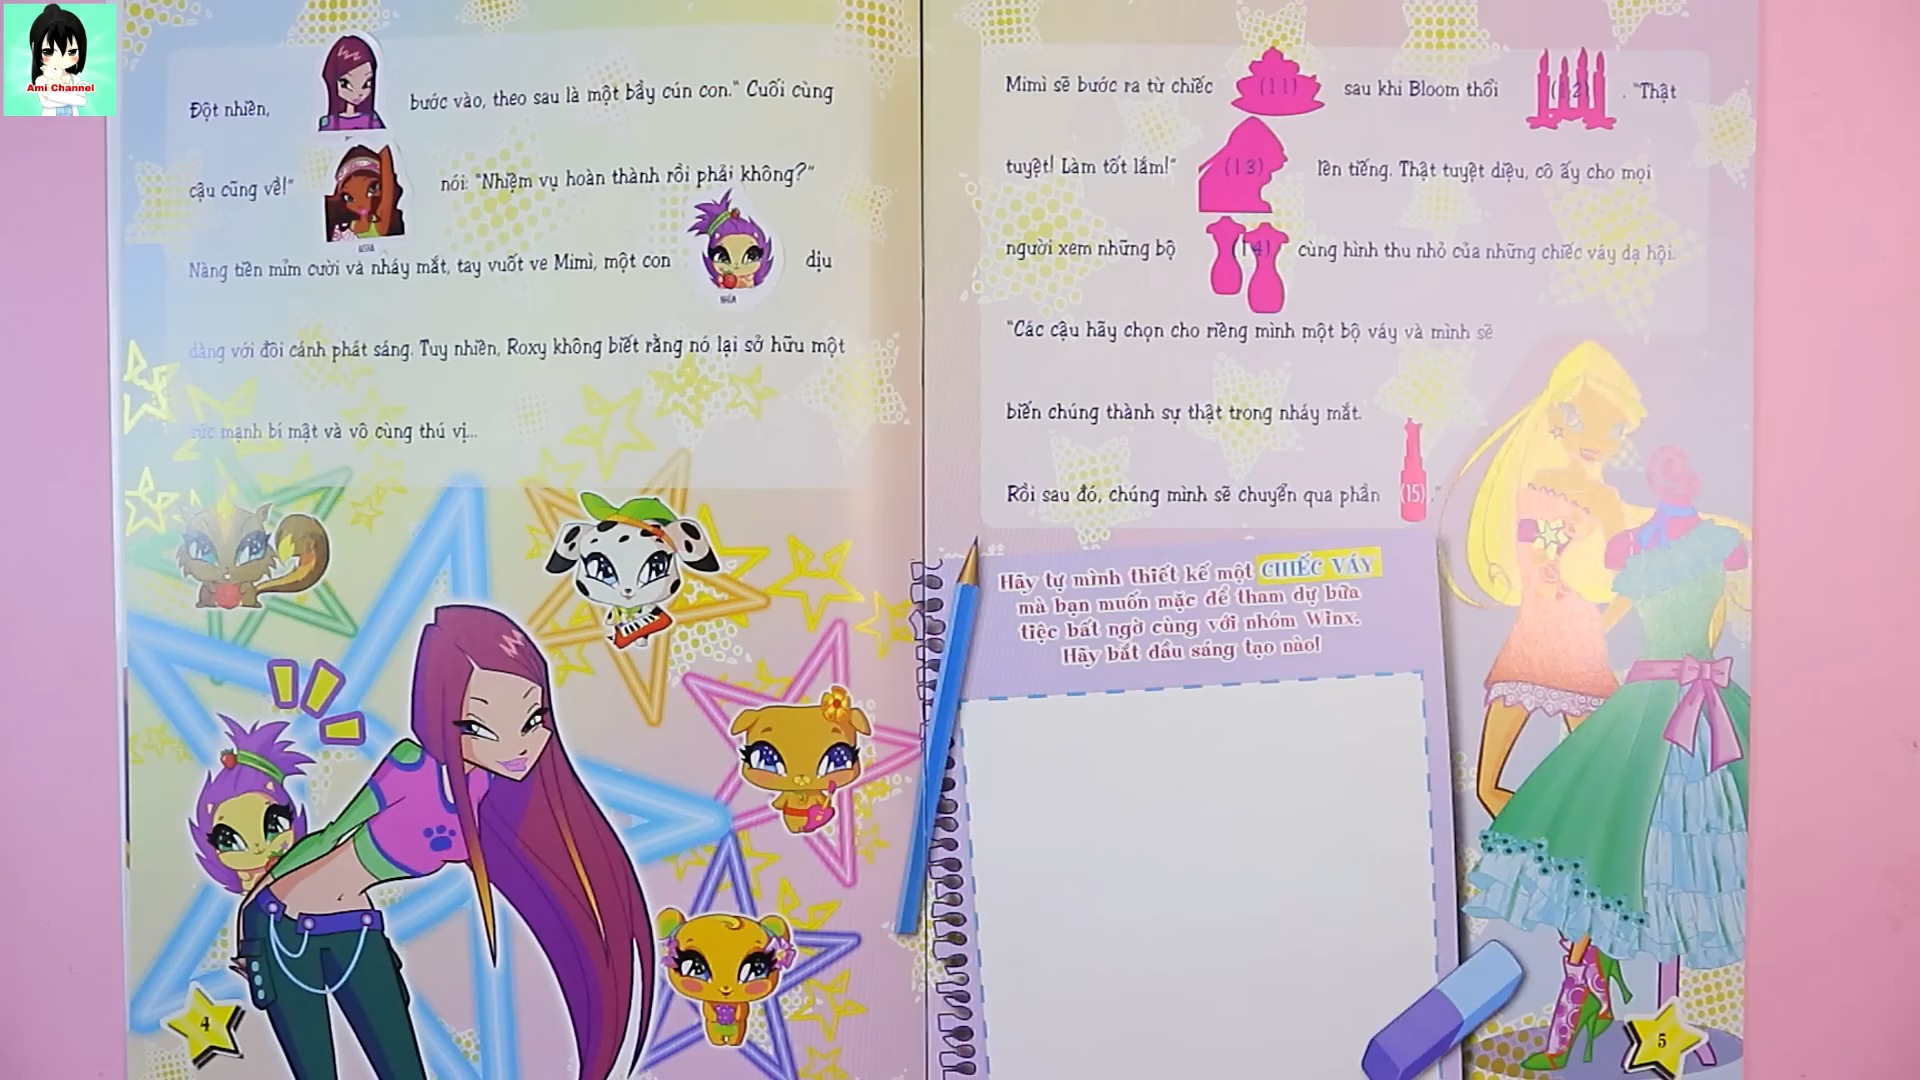 Ami Channel
Đột nhiên, bước vào, theo sau là một bầy cún con." Cuối cùng
cậu cũng về!" nói: "Nhiệm vụ hoàn thành rồi phải không?"
AISHA
Nàng tiên mỉm cười và nháy mắt, tay vuốt ve Mimì, một con dịu
NHÍM
dàng với đôi cánh phát sáng. Tuy nhiên, Roxy không biết rằng nó lại sở hữu một
sức mạnh bí mật và vô cùng thú vị...
4
Mimì sẽ bước ra từ chiếc (11) sau khi Bloom thổi (12) . "Thật
tuyệt! Làm tốt lắm!" (13) lên tiếng. Thật tuyệt diệu, cô ấy cho mọi
người xem những bộ (14) cùng hình thu nhỏ của những chiếc váy dạ hội.
"Các cậu hãy chọn cho riêng mình một bộ váy và mình sẽ
biến chúng thành sự thật trong nháy mắt.
Rồi sau đó, chúng mình sẽ chuyển qua phần (15) ."
Hãy tự mình thiết kế một CHIẾC VÁY
mà bạn muốn mặc để tham dự bữa
tiệc bất ngờ cùng với nhóm Winx.
Hãy bắt đầu sáng tạo nào!
5